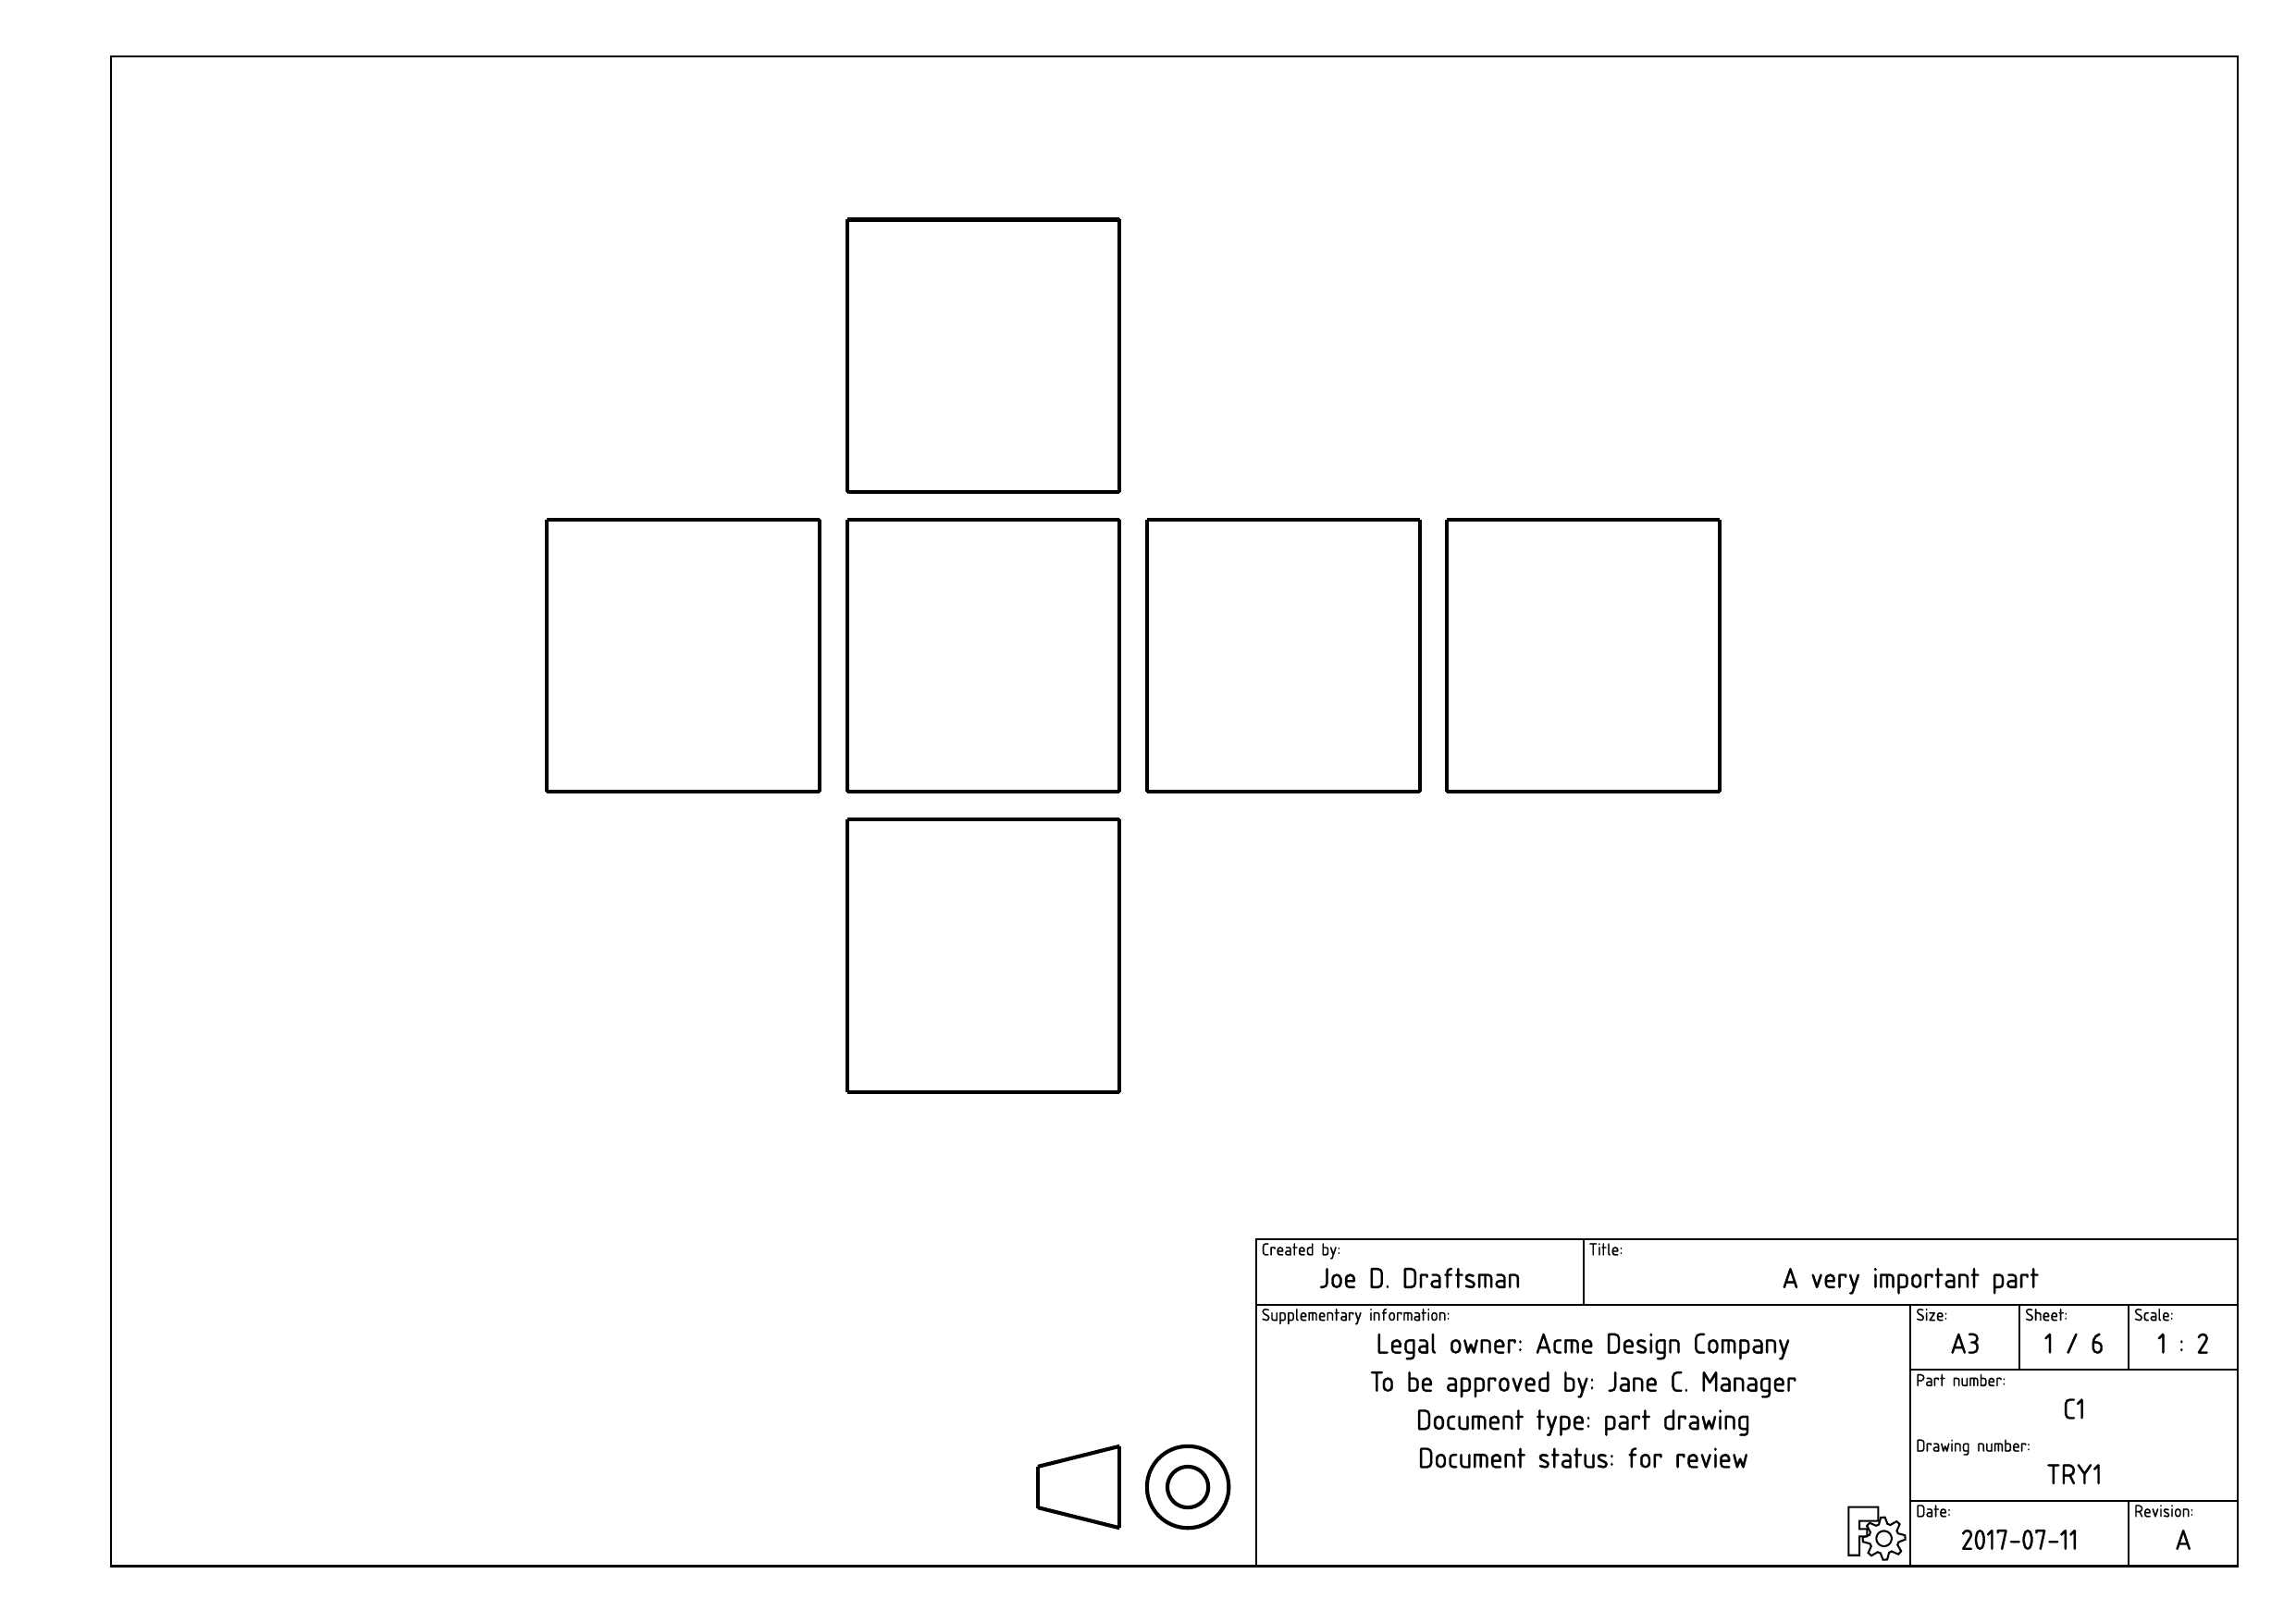 Created by:
Joe D. Draftsman
Title:
A very important part
Supplementary information:
Legal owner: Acme Design Company
To be approved by: Jane C. Manager
Document type: part drawing
Document status: for review
Size:
A3
Sheet:
1 / 6
Scale:
1 : 2
Part number:
C1
Drawing number:
TRY1
Date:
2017-07-11
Revision:
A